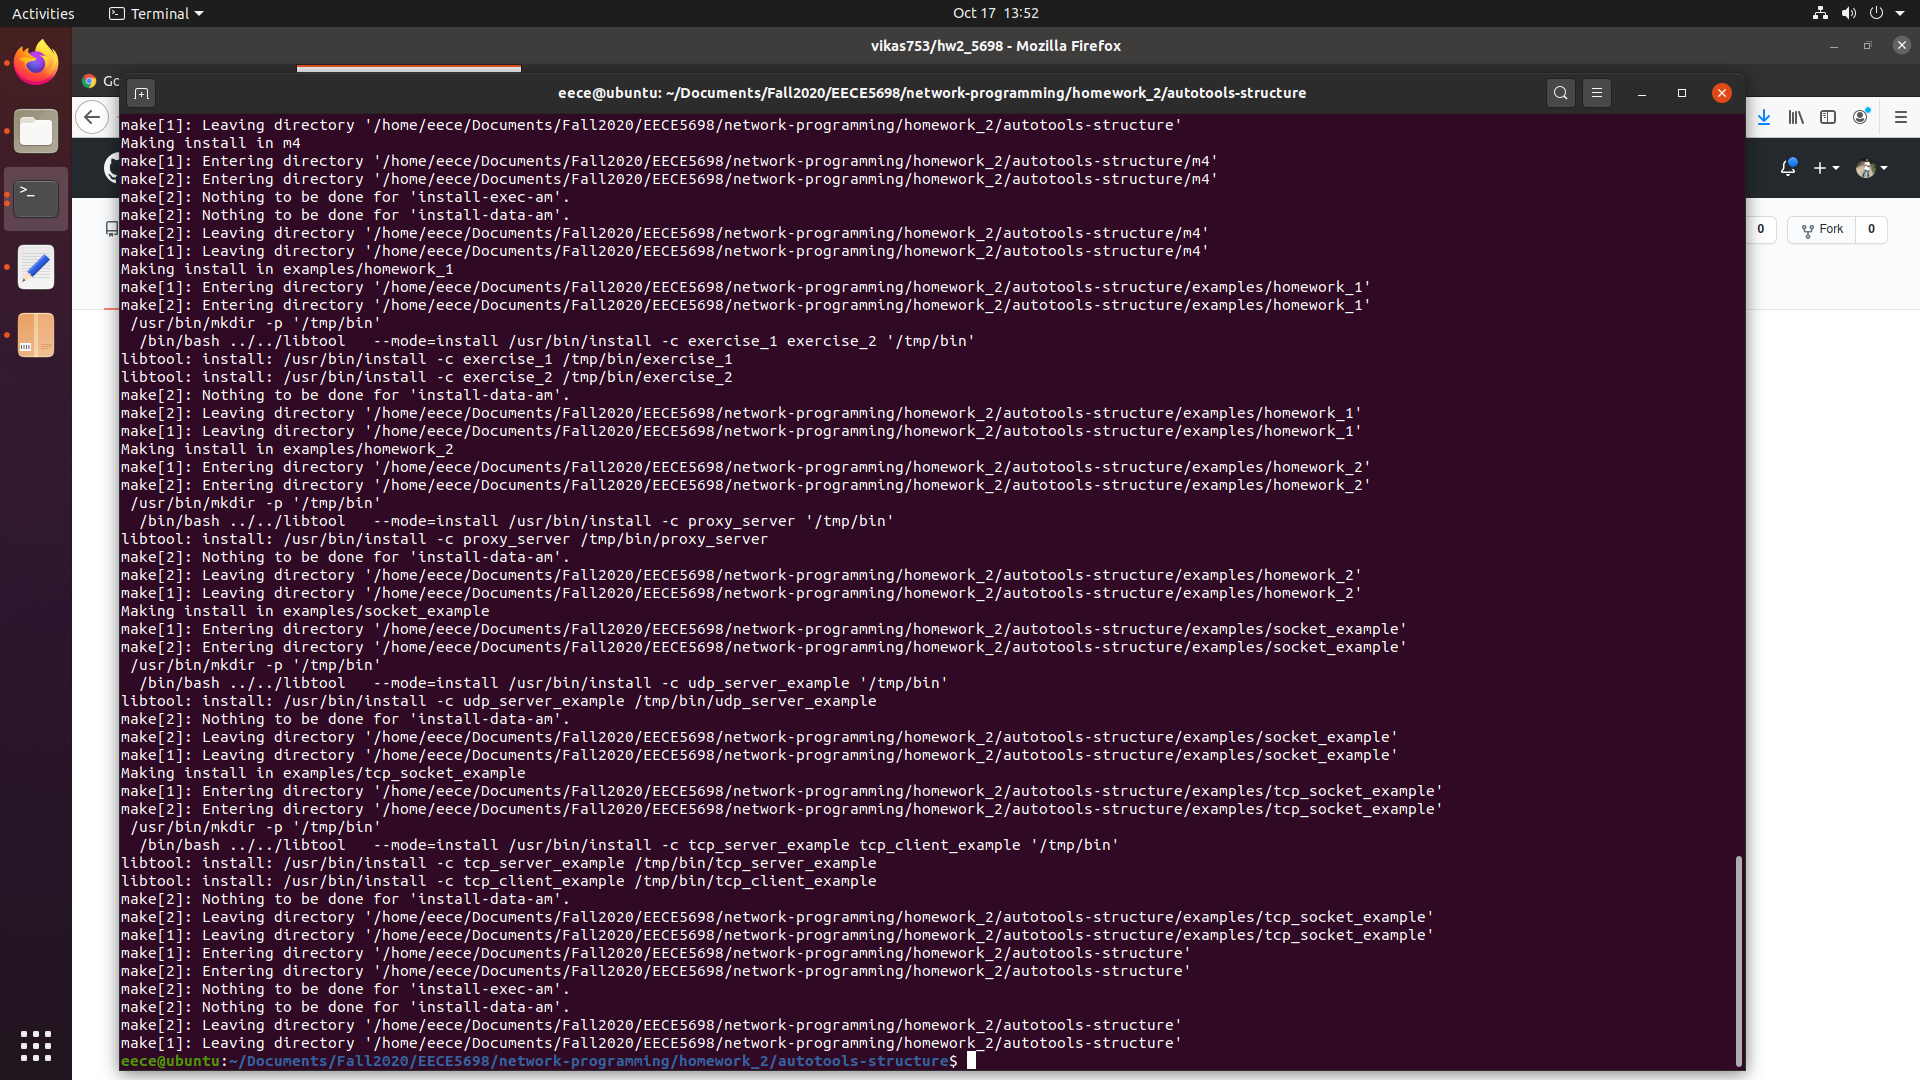 Activities
Terminal
Oct 17 13:52
vikas753/hw2_5698 - Mozilla Firefox
Go
eece@ubuntu: ~/Documents/Fall2020/EECE5698/network-programming/homework_2/autotools-structure
0
Fork
0
make[1]: Leaving directory '/home/eece/Documents/Fall2020/EECE5698/network-programming/homework_2/autotools-structure'
Making install in m4
make[1]: Entering directory '/home/eece/Documents/Fall2020/EECE5698/network-programming/homework_2/autotools-structure/m4'
make[2]: Entering directory '/home/eece/Documents/Fall2020/EECE5698/network-programming/homework_2/autotools-structure/m4'
make[2]: Nothing to be done for 'install-exec-am'.
make[2]: Nothing to be done for 'install-data-am'.
make[2]: Leaving directory '/home/eece/Documents/Fall2020/EECE5698/network-programming/homework_2/autotools-structure/m4'
make[1]: Leaving directory '/home/eece/Documents/Fall2020/EECE5698/network-programming/homework_2/autotools-structure/m4'
Making install in examples/homework_1
make[1]: Entering directory '/home/eece/Documents/Fall2020/EECE5698/network-programming/homework_2/autotools-structure/examples/homework_1'
make[2]: Entering directory '/home/eece/Documents/Fall2020/EECE5698/network-programming/homework_2/autotools-structure/examples/homework_1'
 /usr/bin/mkdir -p '/tmp/bin'
  /bin/bash ../../libtool   --mode=install /usr/bin/install -c exercise_1 exercise_2 '/tmp/bin'
libtool: install: /usr/bin/install -c exercise_1 /tmp/bin/exercise_1
libtool: install: /usr/bin/install -c exercise_2 /tmp/bin/exercise_2
make[2]: Nothing to be done for 'install-data-am'.
make[2]: Leaving directory '/home/eece/Documents/Fall2020/EECE5698/network-programming/homework_2/autotools-structure/examples/homework_1'
make[1]: Leaving directory '/home/eece/Documents/Fall2020/EECE5698/network-programming/homework_2/autotools-structure/examples/homework_1'
Making install in examples/homework_2
make[1]: Entering directory '/home/eece/Documents/Fall2020/EECE5698/network-programming/homework_2/autotools-structure/examples/homework_2'
make[2]: Entering directory '/home/eece/Documents/Fall2020/EECE5698/network-programming/homework_2/autotools-structure/examples/homework_2'
 /usr/bin/mkdir -p '/tmp/bin'
  /bin/bash ../../libtool   --mode=install /usr/bin/install -c proxy_server '/tmp/bin'
libtool: install: /usr/bin/install -c proxy_server /tmp/bin/proxy_server
make[2]: Nothing to be done for 'install-data-am'.
make[2]: Leaving directory '/home/eece/Documents/Fall2020/EECE5698/network-programming/homework_2/autotools-structure/examples/homework_2'
make[1]: Leaving directory '/home/eece/Documents/Fall2020/EECE5698/network-programming/homework_2/autotools-structure/examples/homework_2'
Making install in examples/socket_example
make[1]: Entering directory '/home/eece/Documents/Fall2020/EECE5698/network-programming/homework_2/autotools-structure/examples/socket_example'
make[2]: Entering directory '/home/eece/Documents/Fall2020/EECE5698/network-programming/homework_2/autotools-structure/examples/socket_example'
 /usr/bin/mkdir -p '/tmp/bin'
  /bin/bash ../../libtool   --mode=install /usr/bin/install -c udp_server_example '/tmp/bin'
libtool: install: /usr/bin/install -c udp_server_example /tmp/bin/udp_server_example
make[2]: Nothing to be done for 'install-data-am'.
make[2]: Leaving directory '/home/eece/Documents/Fall2020/EECE5698/network-programming/homework_2/autotools-structure/examples/socket_example'
make[1]: Leaving directory '/home/eece/Documents/Fall2020/EECE5698/network-programming/homework_2/autotools-structure/examples/socket_example'
Making install in examples/tcp_socket_example
make[1]: Entering directory '/home/eece/Documents/Fall2020/EECE5698/network-programming/homework_2/autotools-structure/examples/tcp_socket_example'
make[2]: Entering directory '/home/eece/Documents/Fall2020/EECE5698/network-programming/homework_2/autotools-structure/examples/tcp_socket_example'
 /usr/bin/mkdir -p '/tmp/bin'
  /bin/bash ../../libtool   --mode=install /usr/bin/install -c tcp_server_example tcp_client_example '/tmp/bin'
libtool: install: /usr/bin/install -c tcp_server_example /tmp/bin/tcp_server_example
libtool: install: /usr/bin/install -c tcp_client_example /tmp/bin/tcp_client_example
make[2]: Nothing to be done for 'install-data-am'.
make[2]: Leaving directory '/home/eece/Documents/Fall2020/EECE5698/network-programming/homework_2/autotools-structure/examples/tcp_socket_example'
make[1]: Leaving directory '/home/eece/Documents/Fall2020/EECE5698/network-programming/homework_2/autotools-structure/examples/tcp_socket_example'
make[1]: Entering directory '/home/eece/Documents/Fall2020/EECE5698/network-programming/homework_2/autotools-structure'
make[2]: Entering directory '/home/eece/Documents/Fall2020/EECE5698/network-programming/homework_2/autotools-structure'
make[2]: Nothing to be done for 'install-exec-am'.
make[2]: Nothing to be done for 'install-data-am'.
make[2]: Leaving directory '/home/eece/Documents/Fall2020/EECE5698/network-programming/homework_2/autotools-structure'
make[1]: Leaving directory '/home/eece/Documents/Fall2020/EECE5698/network-programming/homework_2/autotools-structure'
eece@ubuntu:~/Documents/Fall2020/EECE5698/network-programming/homework_2/autotools-structure$